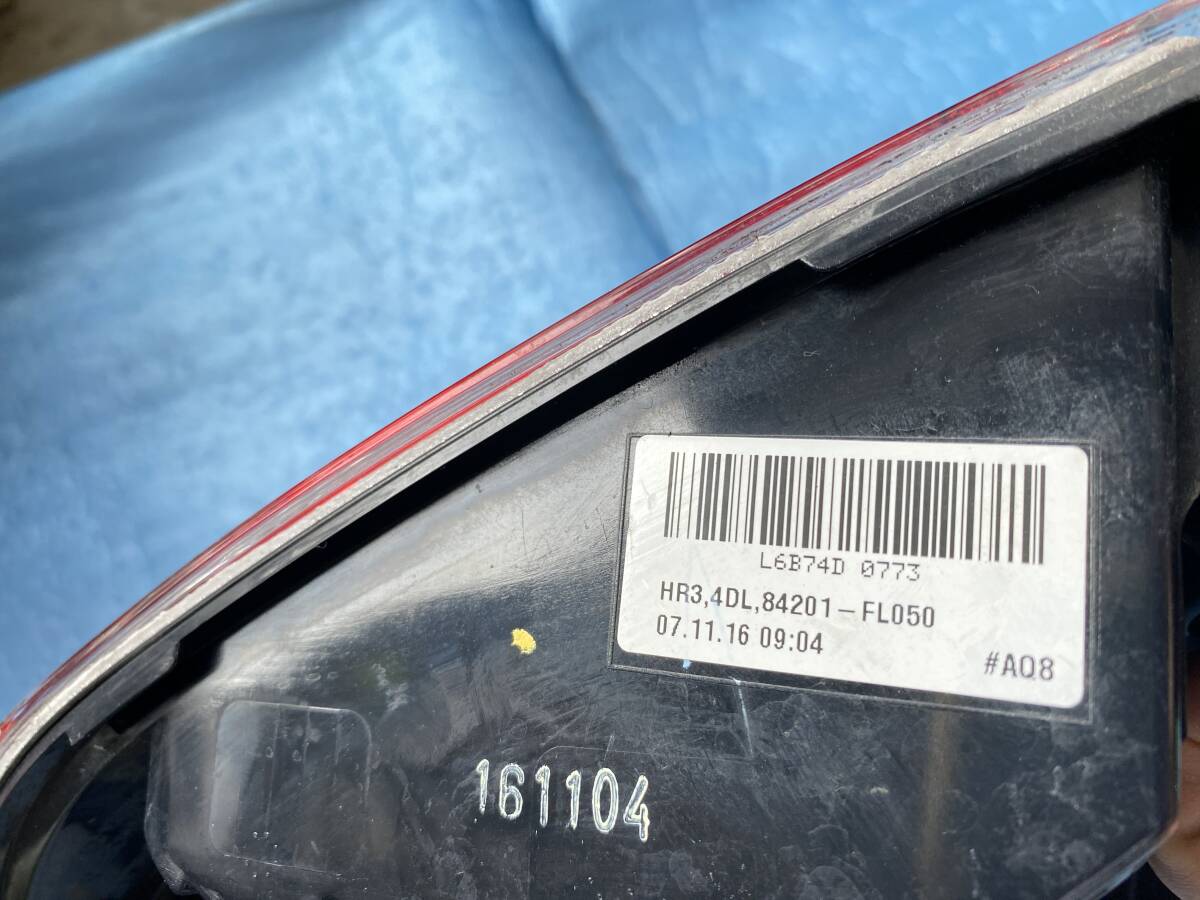 L6B74D 0773
HR3,4DL,84201-FL050
07.11.16 09:04
#AQ8
161104